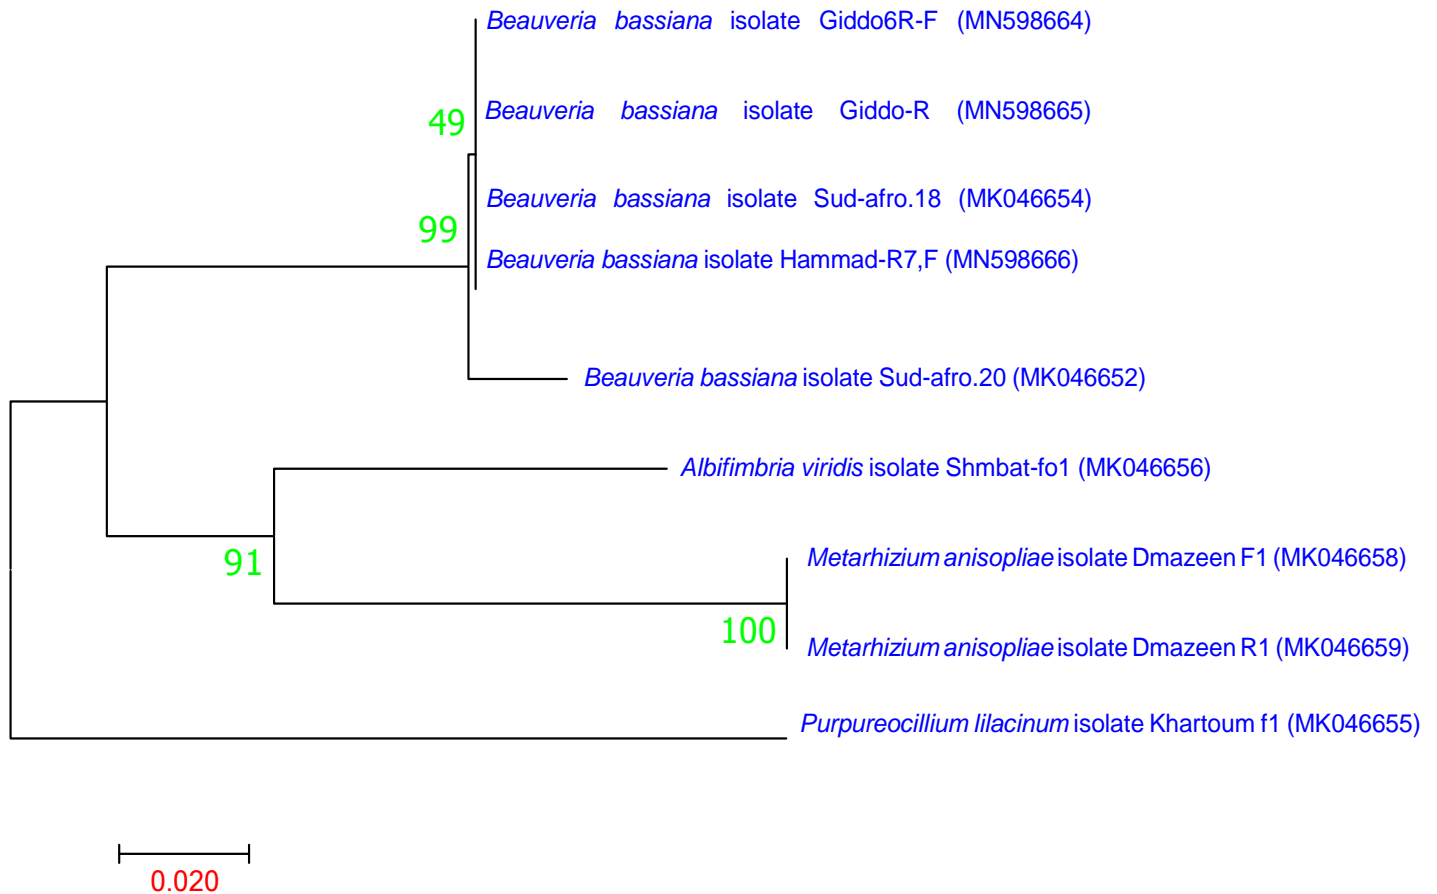 Beauveria bassiana isolate Giddo6R-F (MN598664)
Beauveria bassiana isolate Giddo-R (MN598665)
49
Beauveria bassiana isolate Sud-afro.18 (MK046654)
99
Beauveria bassiana isolate Hammad-R7,F (MN598666)
Beauveria bassiana isolate Sud-afro.20 (MK046652)
Albifimbria viridis isolate Shmbat-fo1 (MK046656)
91
Metarhizium anisopliae isolate Dmazeen F1 (MK046658)
100
Metarhizium anisopliae isolate Dmazeen R1 (MK046659)
Purpureocillium lilacinum isolate Khartoum f1 (MK046655)
0.020